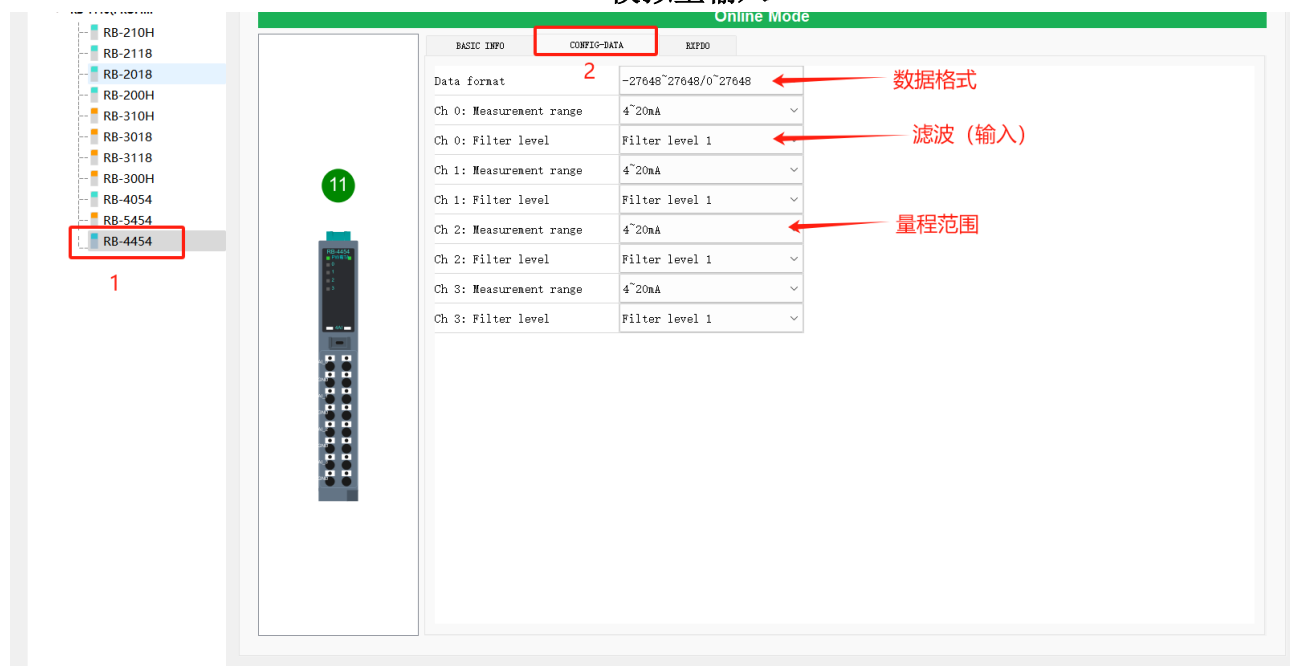 Online Mode
RB-210H
RB-2118
RB-2018
RB-200H
RB-310H
RB-3018
RB-3118
RB-300H
RB-4054
RB-5454
RB-4454
1
11
RB-4454
BASIC INFO CONFIG-DATA RXPDO
2
Data format -27648~27648/0~27648 数据格式
Ch 0: Measurement range 4~20mA
Ch 0: Filter level Filter level 1 滤波（输入）
Ch 1: Measurement range 4~20mA
Ch 1: Filter level Filter level 1
Ch 2: Measurement range 4~20mA 量程范围
Ch 2: Filter level Filter level 1
Ch 3: Measurement range 4~20mA
Ch 3: Filter level Filter level 1